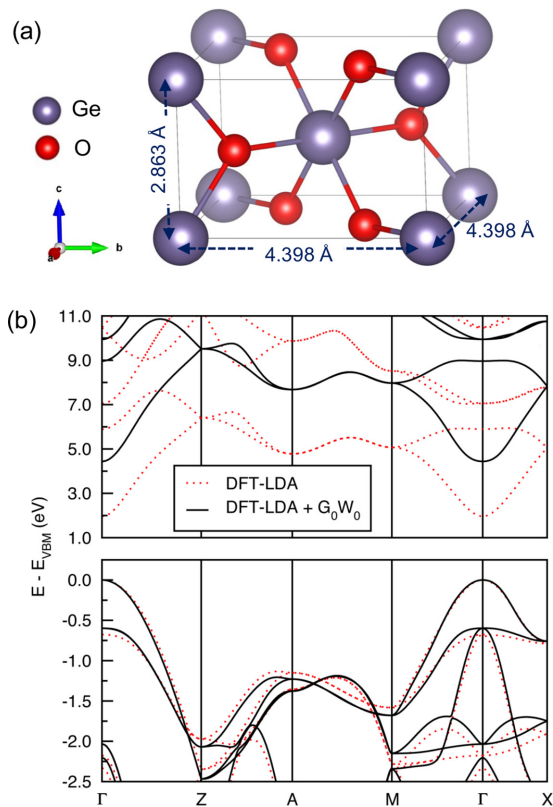 (a)
Ge
O
c
b
a
2.863 Å
4.398 Å
4.398 Å
(b)
E - E_VBM (eV)
11.0
9.0
7.0
5.0
3.0
1.0
DFT-LDA
DFT-LDA + G₀W₀
0.0
-0.5
-1.0
-1.5
-2.0
-2.5
Γ Z A M Γ X